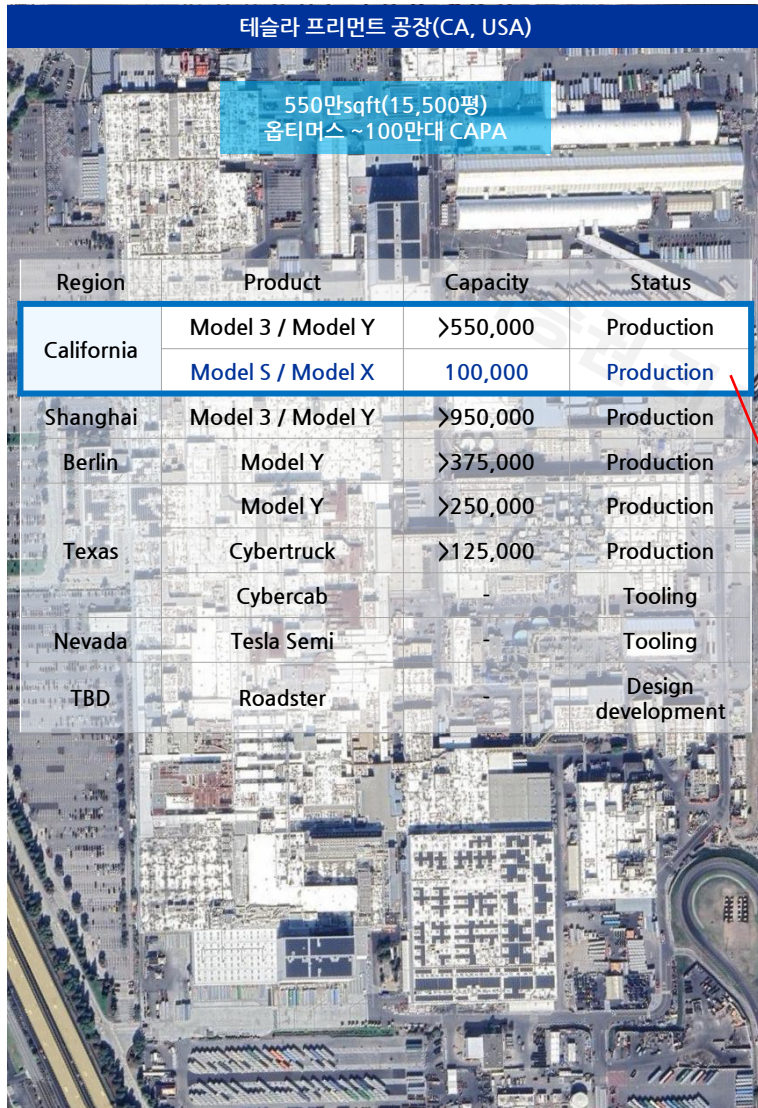 테슬라 프리먼트 공장(CA, USA)
550만sqft(15,500평)
옵티머스 ~100만대 CAPA
Region Product Capacity Status
California Model 3 / Model Y >550,000 Production
Model S / Model X 100,000 Production
Shanghai Model 3 / Model Y >950,000 Production
Berlin Model Y >375,000 Production
Texas Model Y >250,000 Production
Cybertruck >125,000 Production
Cybercab - Tooling
Nevada Tesla Semi - Tooling
TBD Roadster - Design
development